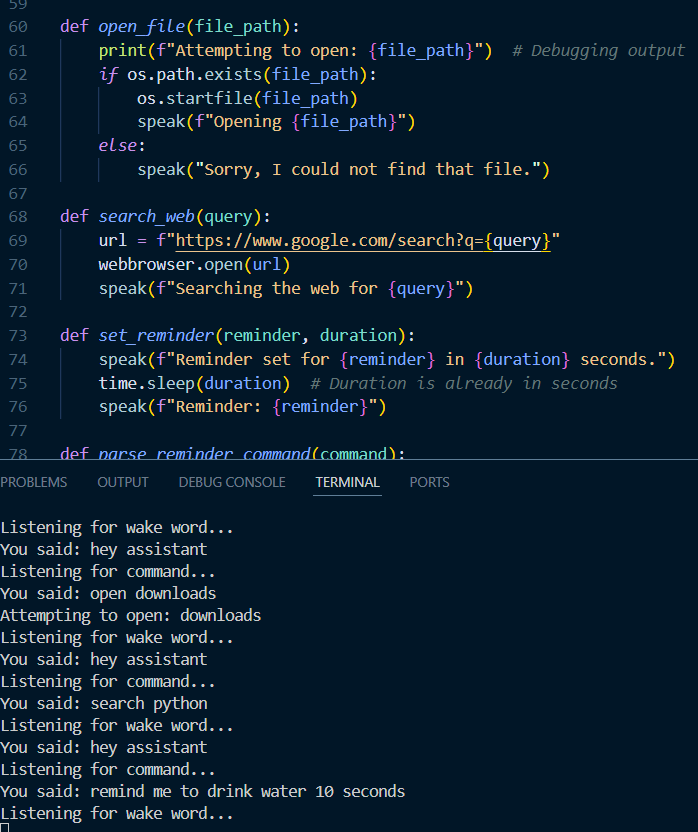 59
60 def open_file(file_path):
61 print(f"Attempting to open: {file_path}")  # Debugging output
62 if os.path.exists(file_path):
63 os.startfile(file_path)
64 speak(f"Opening {file_path}")
65 else:
66 speak("Sorry, I could not find that file.")
67
68 def search_web(query):
69 url = f"https://www.google.com/search?q={query}"
70 webbrowser.open(url)
71 speak(f"Searching the web for {query}")
72
73 def set_reminder(reminder, duration):
74 speak(f"Reminder set for {reminder} in {duration} seconds.")
75 time.sleep(duration)  # Duration is already in seconds
76 speak(f"Reminder: {reminder}")
77
78 def parse_reminder_command(command):
PROBLEMS OUTPUT DEBUG CONSOLE TERMINAL PORTS
Listening for wake word...
You said: hey assistant
Listening for command...
You said: open downloads
Attempting to open: downloads
Listening for wake word...
You said: hey assistant
Listening for command...
You said: search python
Listening for wake word...
You said: hey assistant
Listening for command...
You said: remind me to drink water 10 seconds
Listening for wake word...